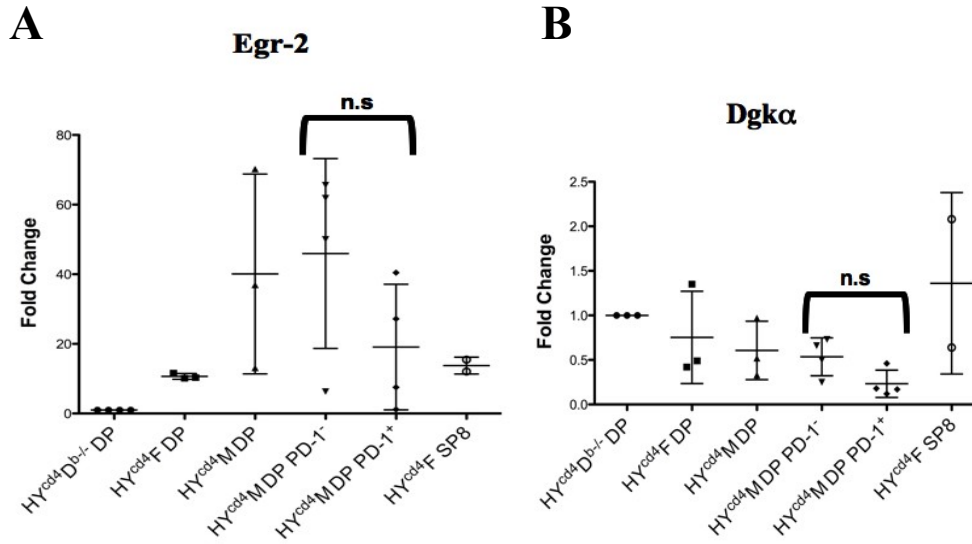 A
Egr-2
n.s
Fold Change
80
60
40
20
0
HYcd4Db-/- DP
HYcd4F DP
HYcd4M DP
HYcd4M DP PD-1-
HYcd4M DP PD-1+
HYcd4F SP8
B
Dgkα
n.s
Fold Change
2.5
2.0
1.5
1.0
0.5
0.0
HYcd4Db-/- DP
HYcd4F DP
HYcd4M DP
HYcd4M DP PD-1-
HYcd4M DP PD-1+
HYcd4F SP8